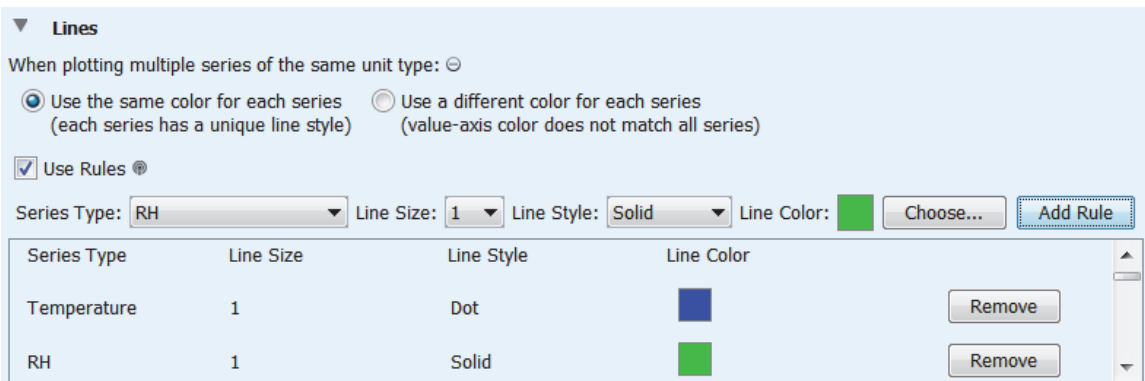 Lines
When plotting multiple series of the same unit type:
Use the same color for each series Use a different color for each series
(each series has a unique line style) (value-axis color does not match all series)
Use Rules
Series Type: RH Line Size: 1 Line Style: Solid Line Color: Choose... Add Rule
Series Type Line Size Line Style Line Color
Temperature 1 Dot Remove
RH 1 Solid Remove